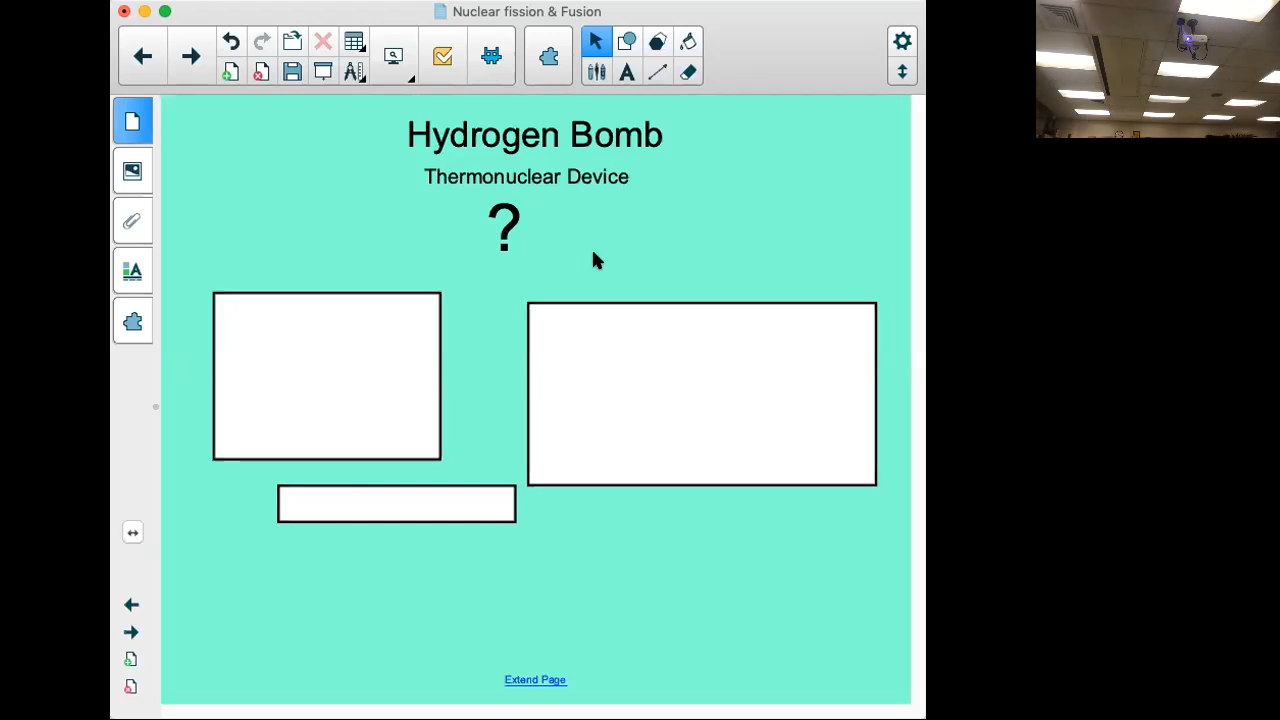 Nuclear fission & Fusion
Hydrogen Bomb
Thermonuclear Device
?
Extend Page